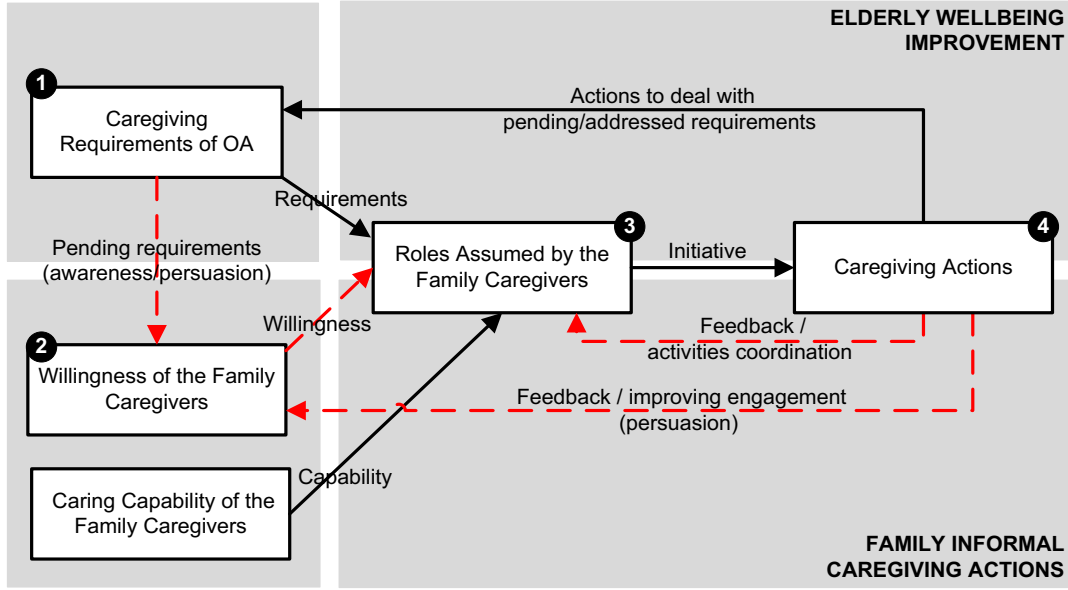 ELDERLY WELLBEING
IMPROVEMENT
1
Caregiving
Requirements of OA
Actions to deal with
pending/addressed requirements
Requirements
Pending requirements
(awareness/persuasion)
3
Roles Assumed by the
Family Caregivers
Initiative
4
Caregiving Actions
Willingness
2
Willingness of the Family
Caregivers
Feedback /
activities coordination
Feedback / improving engagement
(persuasion)
Capability
Caring Capability of the
Family Caregivers
FAMILY INFORMAL
CAREGIVING ACTIONS